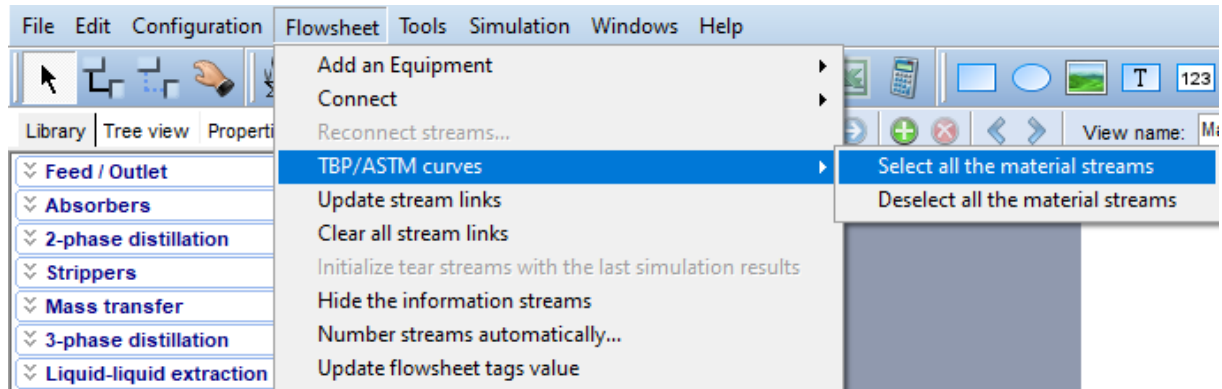 File Edit Configuration Flowsheet Tools Simulation Windows Help
T 123
Library Tree view Properti
View name:
Feed / Outlet
Absorbers
2-phase distillation
Strippers
Mass transfer
3-phase distillation
Liquid-liquid extraction
Add an Equipment
Connect
Reconnect streams...
TBP/ASTM curves
Update stream links
Clear all stream links
Initialize tear streams with the last simulation results
Hide the information streams
Number streams automatically...
Update flowsheet tags value
Select all the material streams
Deselect all the material streams